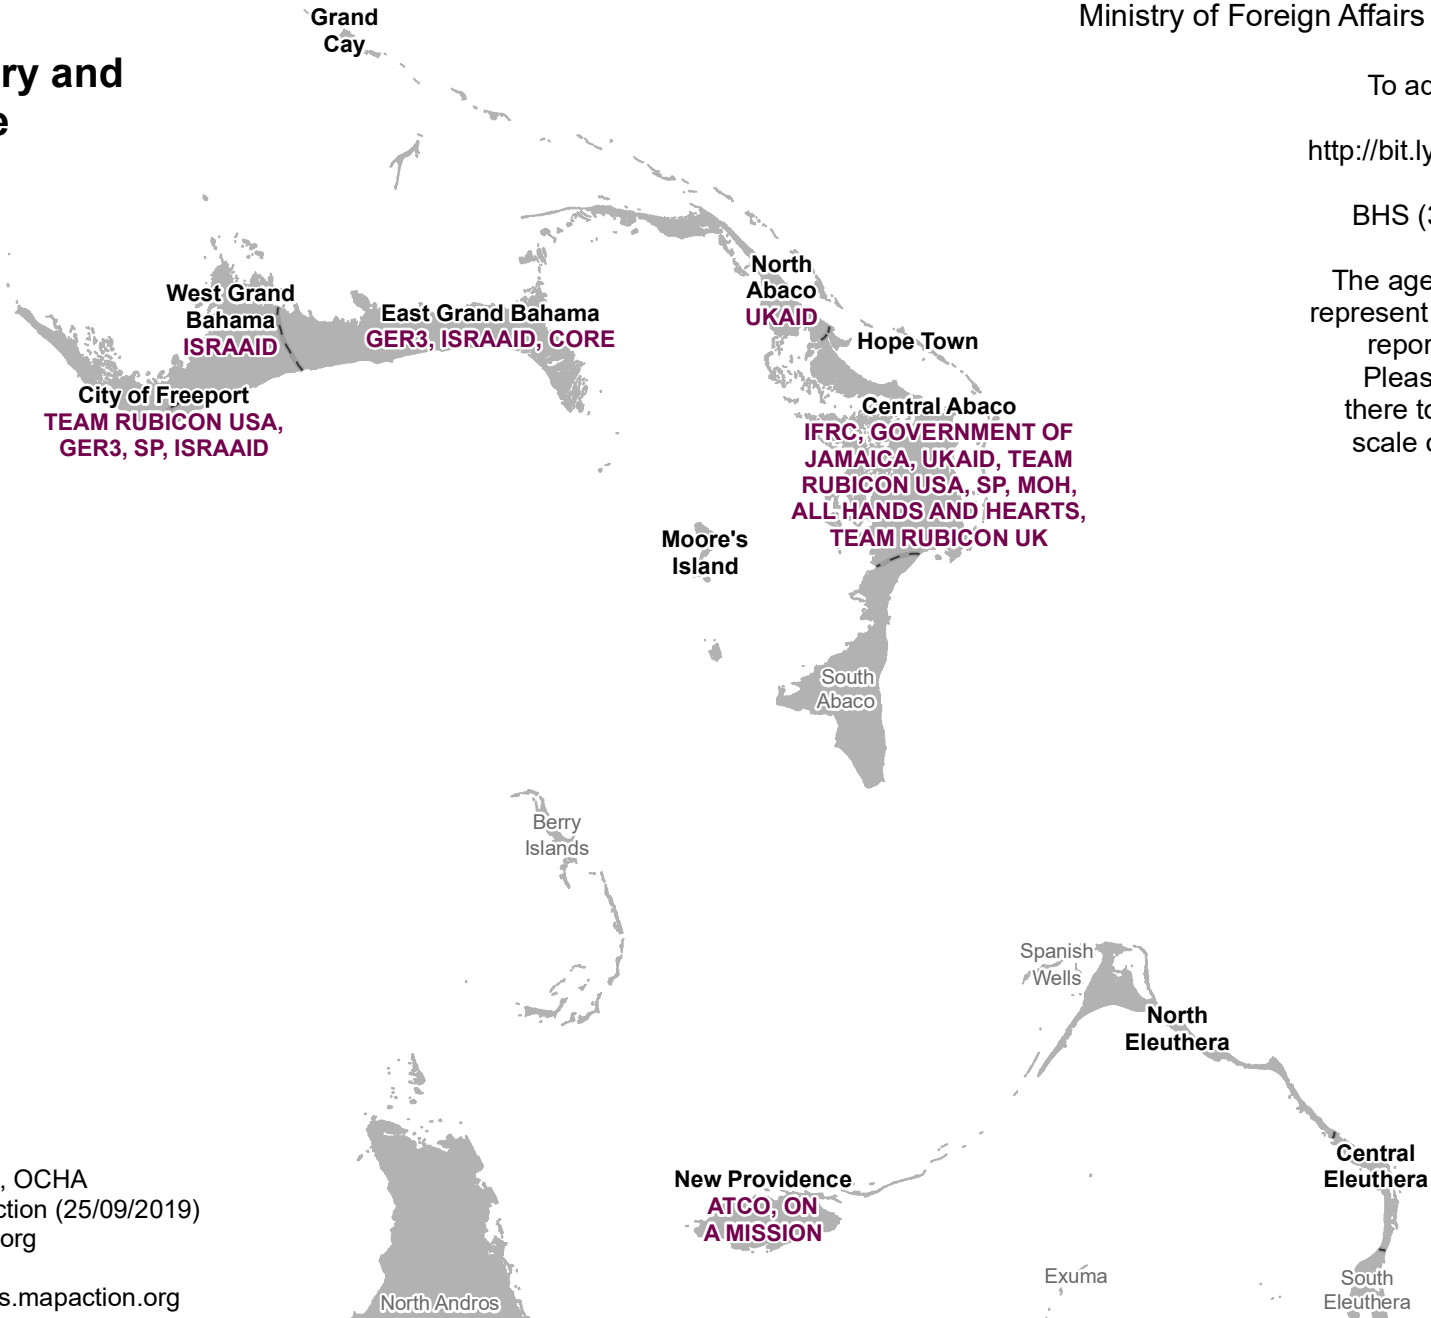 Grand
Cay
Ministry of Foreign Affairs
ry and
e
To ad
http://bit.ly
BHS (3
The age
represent
repor
Pleas
there to
scale o
North
Abaco
UKAID
West Grand
Bahama
ISRAAID
East Grand Bahama
GER3, ISRAAID, CORE
Hope Town
City of Freeport
TEAM RUBICON USA,
GER3, SP, ISRAAID
Central Abaco
IFRC, GOVERNMENT OF
JAMAICA, UKAID, TEAM
RUBICON USA, SP, MOH,
ALL HANDS AND HEARTS,
TEAM RUBICON UK
Moore's
Island
South
Abaco
Berry
Islands
Spanish
Wells
North
Eleuthera
Central
Eleuthera
New Providence
ATCO, ON
A MISSION
, OCHA
ction (25/09/2019)
org
s.mapaction.org
North Andros
Exuma
South
Eleuthera